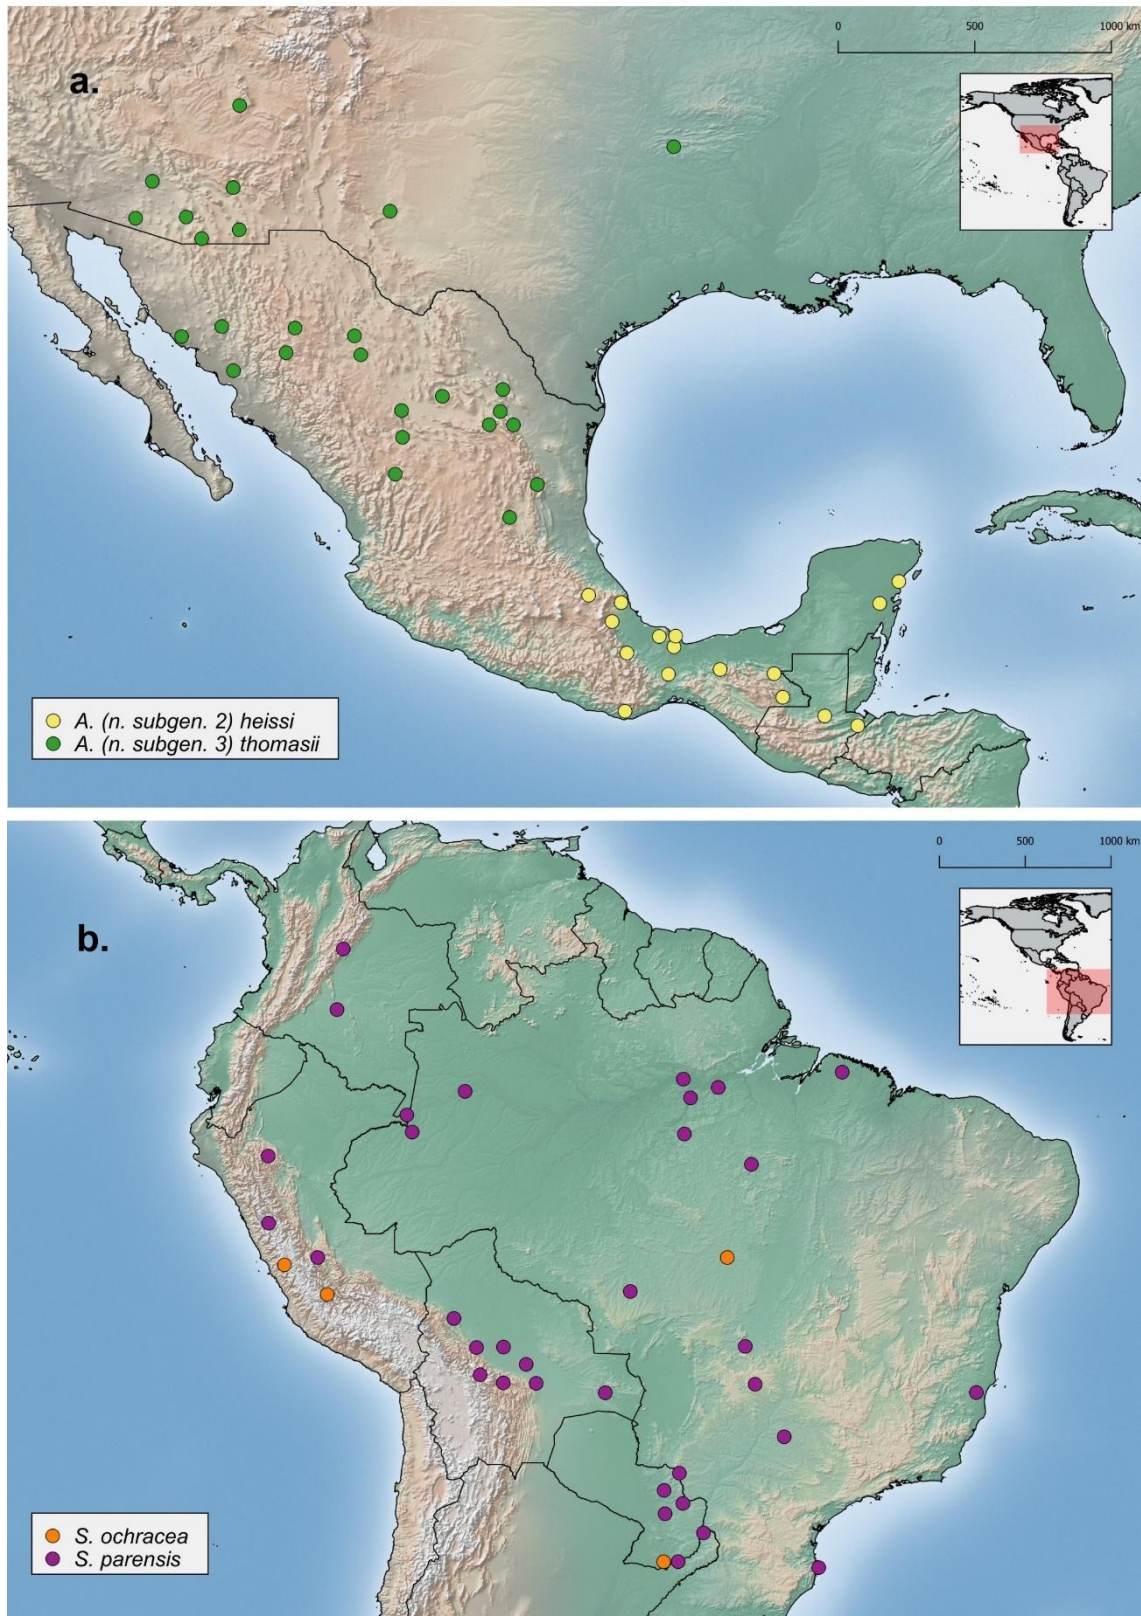 0 500 1000 km
a.
A. (n. subgen. 2) heissi
A. (n. subgen. 3) thomasii
0 500 1000 km
b.
S. ochracea
S. parensis